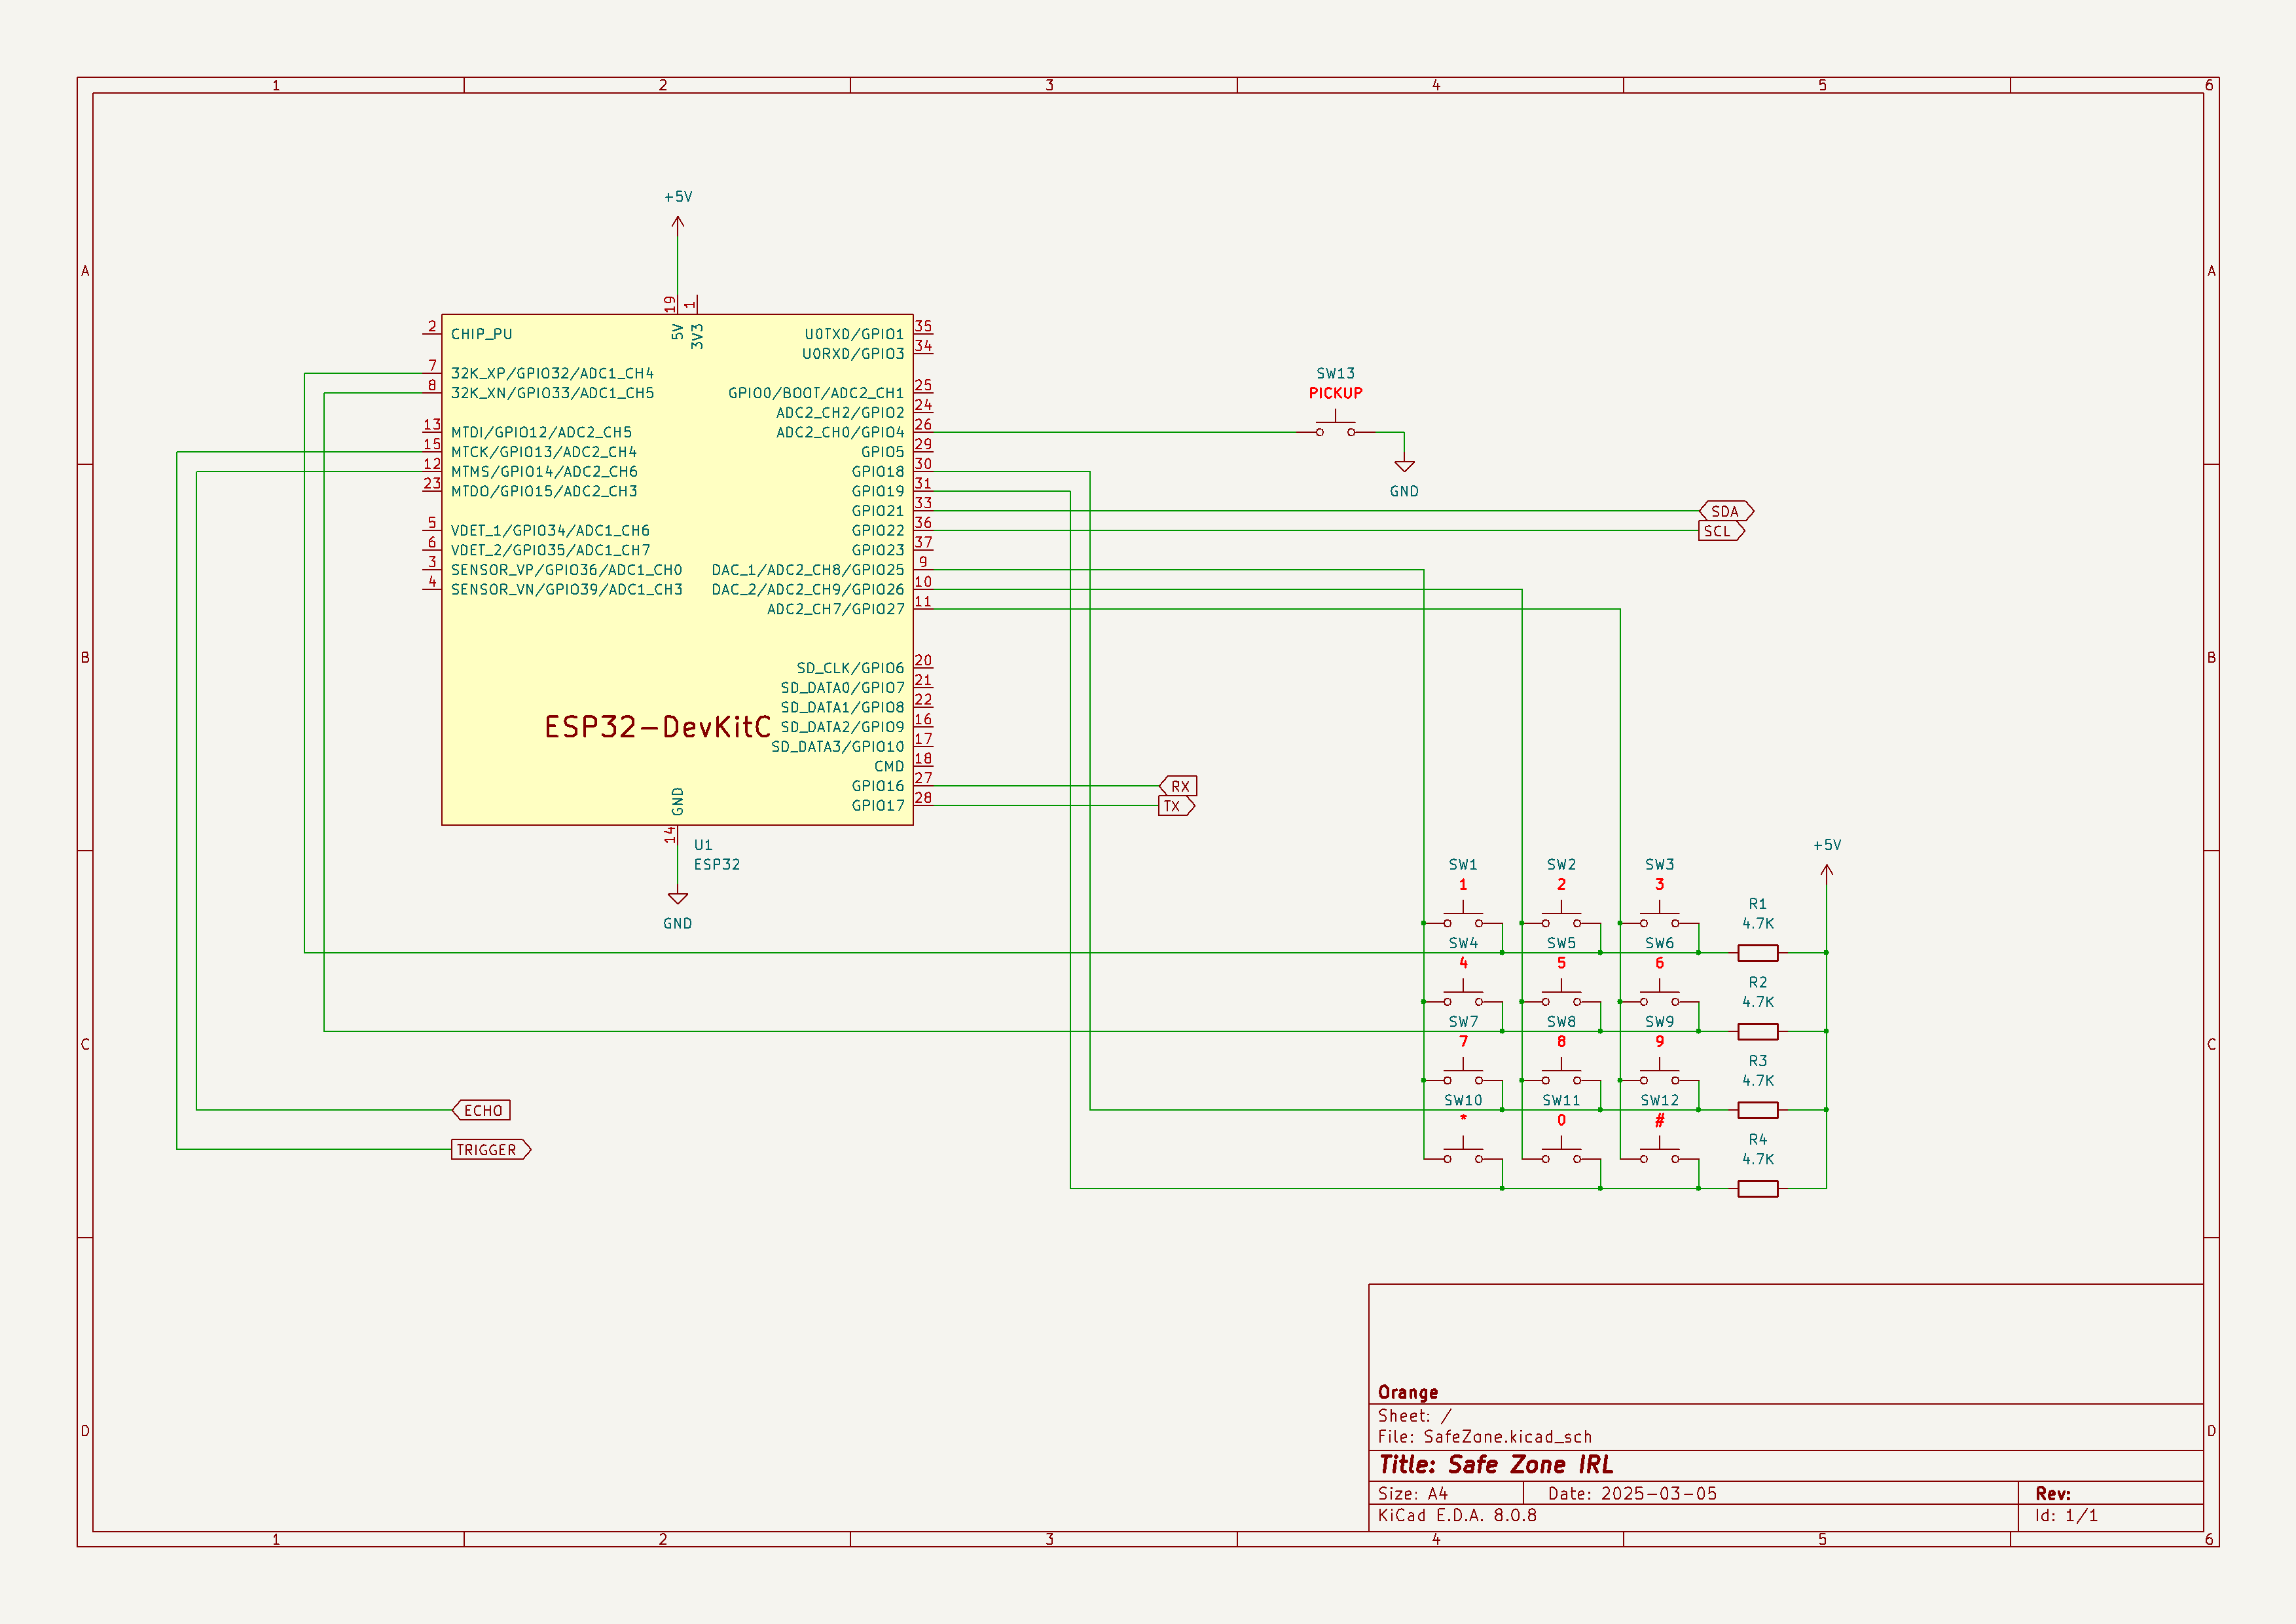 1 2 3 4 5 6
A A
B B
C C
D D
+5V
19 1
5V 3V3
2 CHIP_PU
7 32K_XP/GPIO32/ADC1_CH4
8 32K_XN/GPIO33/ADC1_CH5
13 MTDI/GPIO12/ADC2_CH5
15 MTCK/GPIO13/ADC2_CH4
12 MTMS/GPIO14/ADC2_CH6
23 MTDO/GPIO15/ADC2_CH3
5 VDET_1/GPIO34/ADC1_CH6
6 VDET_2/GPIO35/ADC1_CH7
3 SENSOR_VP/GPIO36/ADC1_CH0
4 SENSOR_VN/GPIO39/ADC1_CH3
U0TXD/GPIO1 35
U0RXD/GPIO3 34
GPIO0/BOOT/ADC2_CH1 25
ADC2_CH2/GPIO2 24
ADC2_CH0/GPIO4 26
GPIO5 29
GPIO18 30
GPIO19 31
GPIO21 33
GPIO22 36
GPIO23 37
DAC_1/ADC2_CH8/GPIO25 9
DAC_2/ADC2_CH9/GPIO26 10
ADC2_CH7/GPIO27 11
SD_CLK/GPIO6 20
SD_DATA0/GPIO7 21
SD_DATA1/GPIO8 22
SD_DATA2/GPIO9 16
SD_DATA3/GPIO10 17
CMD 18
GPIO16 27
GPIO17 28
ESP32-DevKitC
GND
14
U1
ESP32
GND
SW13
PICKUP
GND
SDA
SCL
RX
TX
ECHO
TRIGGER
+5V
SW1 SW2 SW3
1 2 3
R1
4.7K
SW4 SW5 SW6
4 5 6
R2
4.7K
SW7 SW8 SW9
7 8 9
R3
4.7K
SW10 SW11 SW12
* 0 #
R4
4.7K
Orange
Sheet: /
File: SafeZone.kicad_sch
Title: Safe Zone IRL
Size: A4 Date: 2025-03-05 Rev:
KiCad E.D.A. 8.0.8 Id: 1/1
1 2 3 4 5 6